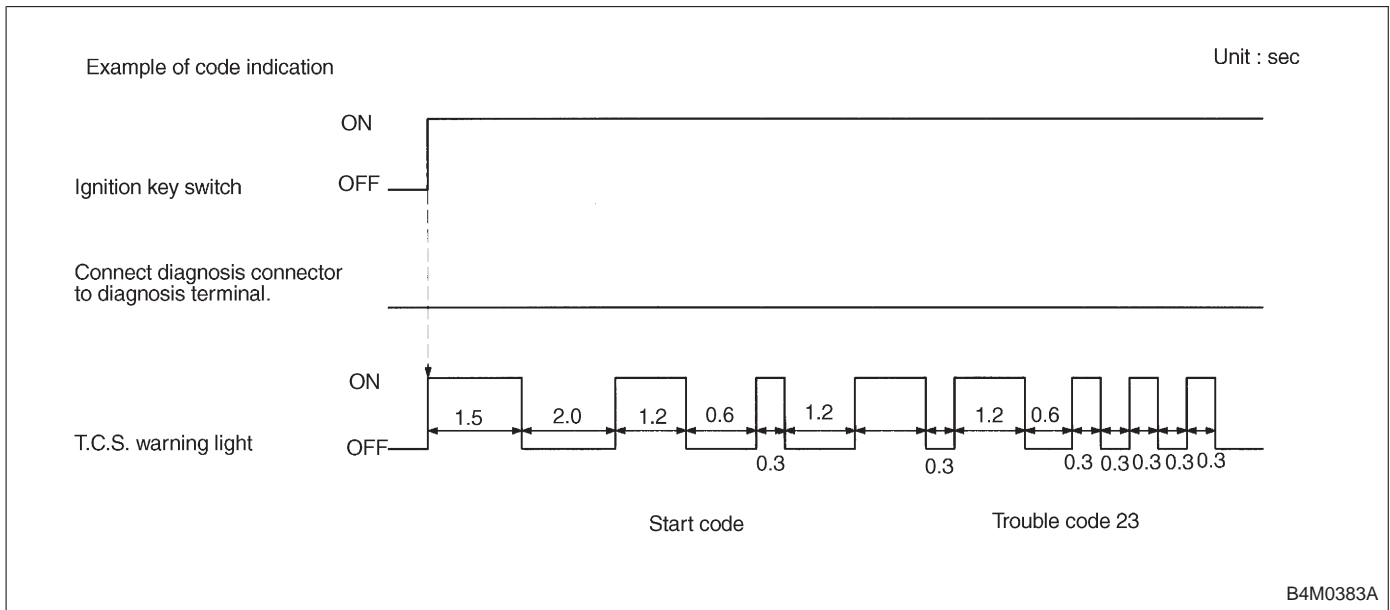 Example of code indication
Unit : sec
ON
Ignition key switch
OFF
Connect diagnosis connector
to diagnosis terminal.
ON
1.5 2.0 1.2 0.6 1.2 1.2 0.6
T.C.S. warning light
OFF
0.3 0.3 0.3 0.3 0.3 0.3 0.3
Start code
Trouble code 23
B4M0383A